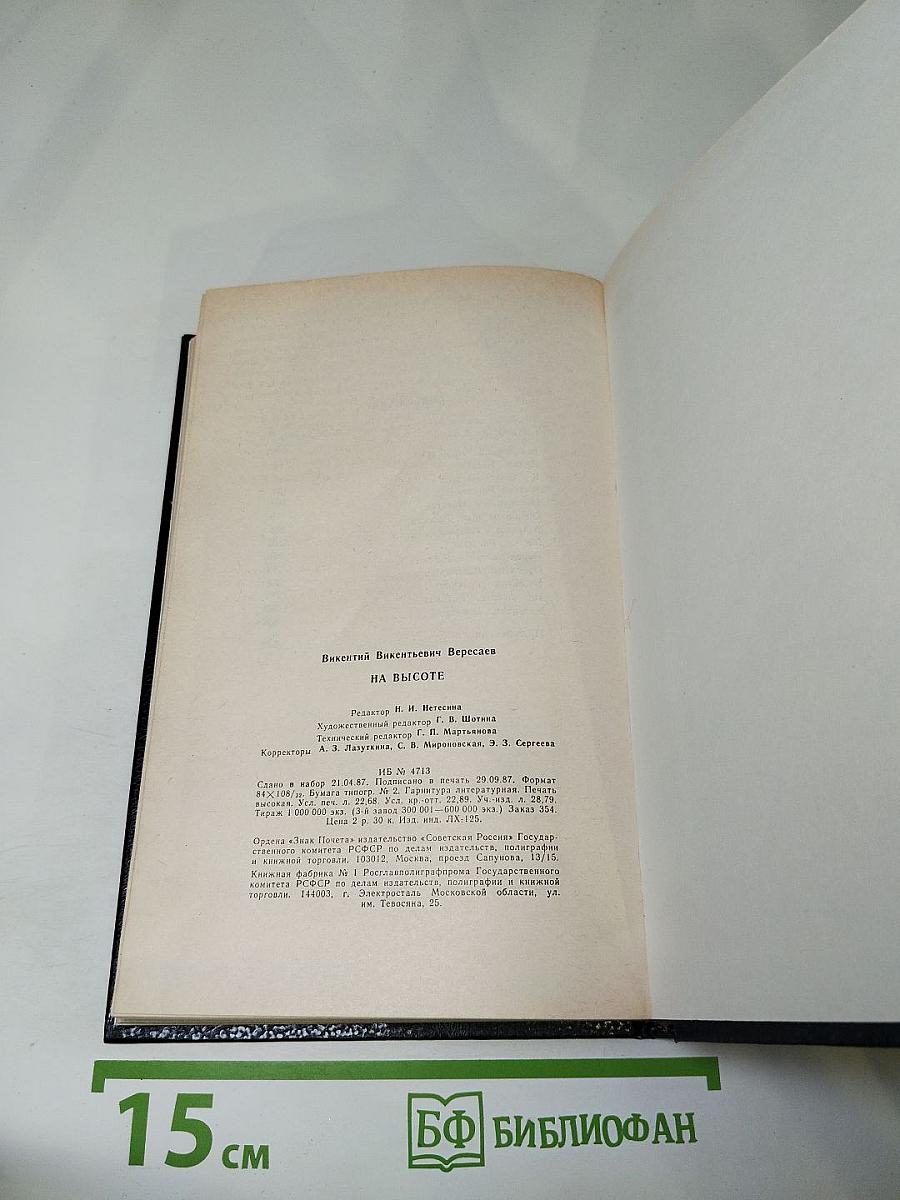 Викентий Викентьевич Вересаев
НА ВЫСОТЕ
Редактор Н. И. Нетесина
Художественный редактор Г. В. Шотина
Технический редактор Г. П. Мартьянова
Корректоры А. З. Лазуткина, С. В. Мироновская, Э. З. Сергеева
ИБ № 4713
Сдано в набор 21.04.87. Подписано в печать 29.09.87. Формат
84×108/32. Бумага типогр. № 2. Гарнитура литературная. Печать
высокая. Усл. печ. л. 22,68. Усл. кр.-отт. 22,89. Уч.-изд. л. 28,79.
Тираж 1 000 000 экз. (3-й завод 300 001—600 000 экз.) Заказ 354.
Цена 2 р. 30 к. Изд. инд. ЛХ-125.
Ордена «Знак Почета» издательство «Советская Россия» Государ-
ственного комитета РСФСР по делам издательств, полиграфии
и книжной торговли. 103012, Москва, проезд Сапунова, 13/15.
Книжная фабрика № 1 Росглавполиграфпрома Государственного
комитета РСФСР по делам издательств, полиграфии и книжной
торговли. 144003, г. Электросталь Московской области, ул.
им. Тевосяна, 25.
15 см
БФ БИБЛИОФАН